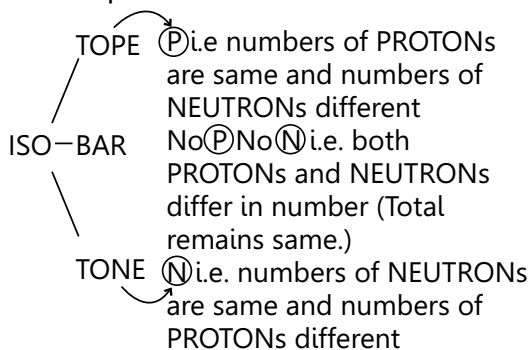 TOPE Ⓟi.e numbers of PROTONs
are same and numbers of
NEUTRONs different
ISO–BAR NoⓅNoⓃi.e. both
PROTONs and NEUTRONs
differ in number (Total
remains same.)
TONE Ⓝi.e. numbers of NEUTRONs
are same and numbers of
PROTONs different